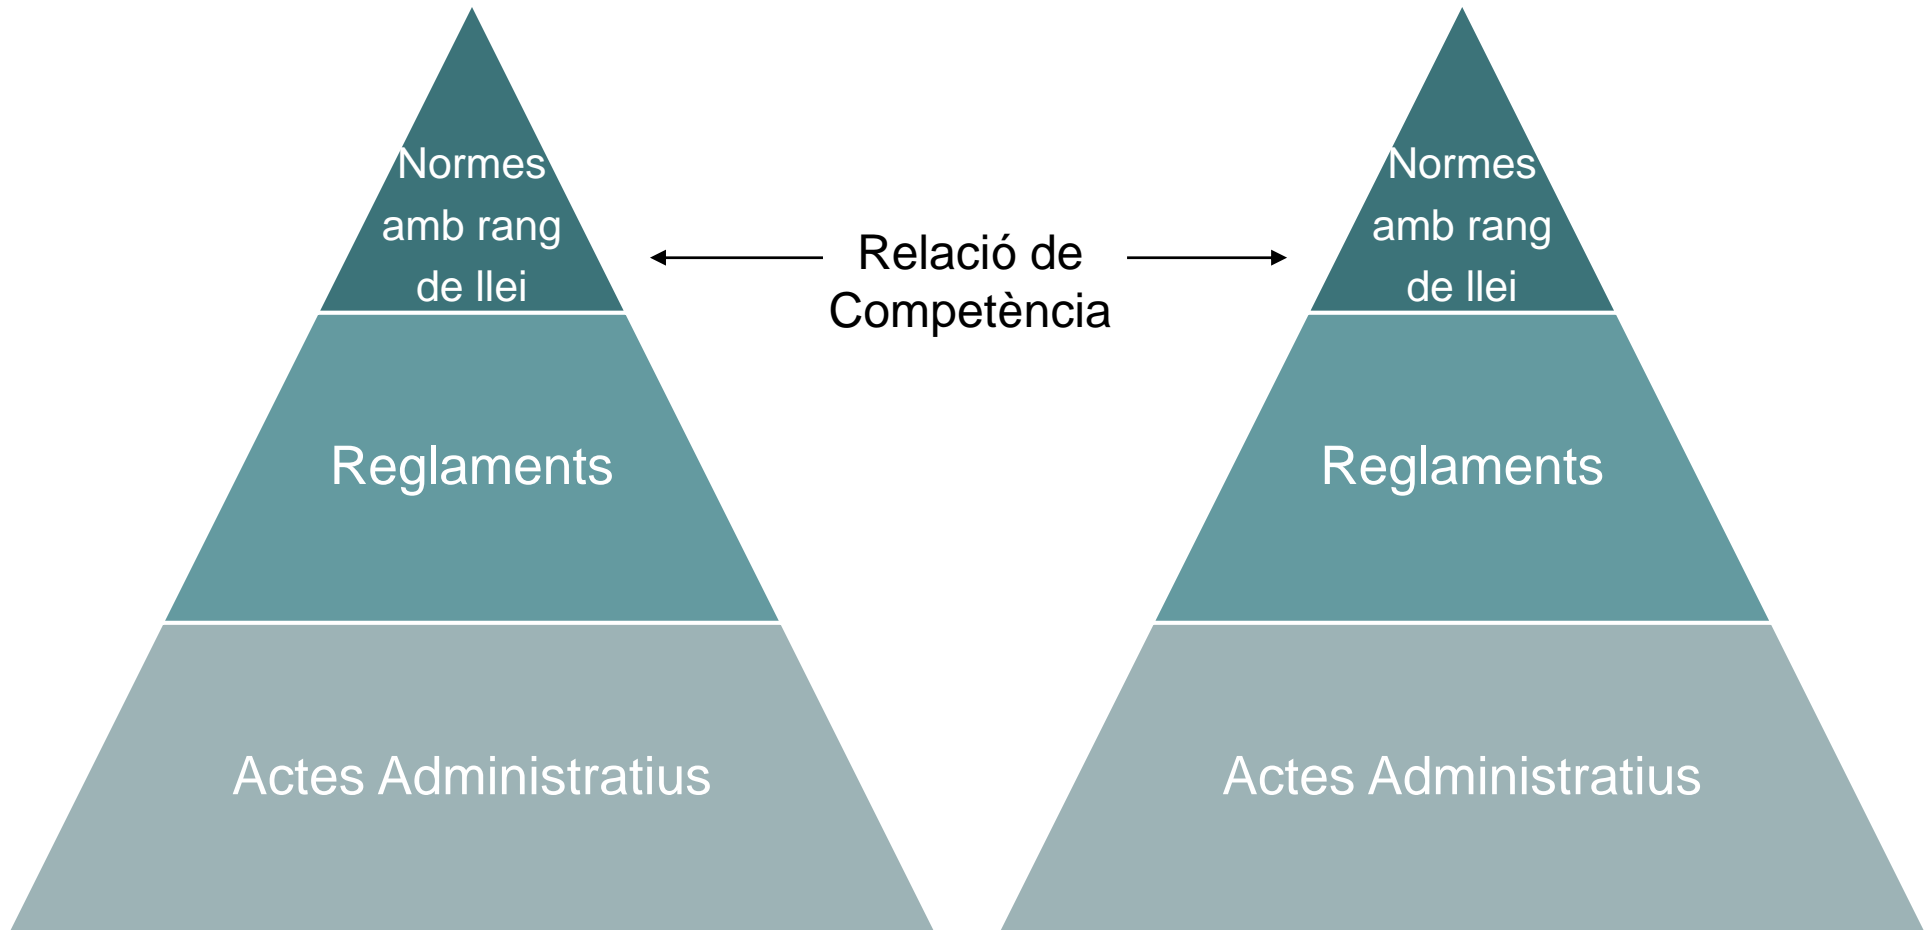 Normes
amb rang
de llei
Reglaments
Actes Administratius
Relació de
Competència
Normes
amb rang
de llei
Reglaments
Actes Administratius